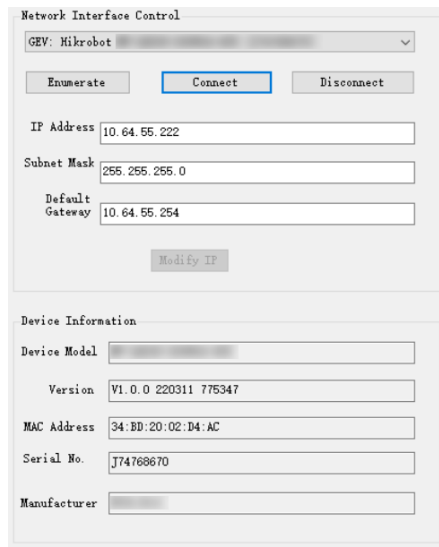 Network Interface Control
GEV: Hikrobot
Enumerate Connect Disconnect
IP Address 10.64.55.222
Subnet Mask 255.255.255.0
Default
Gateway 10.64.55.254
Modify IP
Device Information
Device Model
Version V1.0.0 220311 775347
MAC Address 34:BD:20:02:D4:AC
Serial No. J74768670
Manufacturer